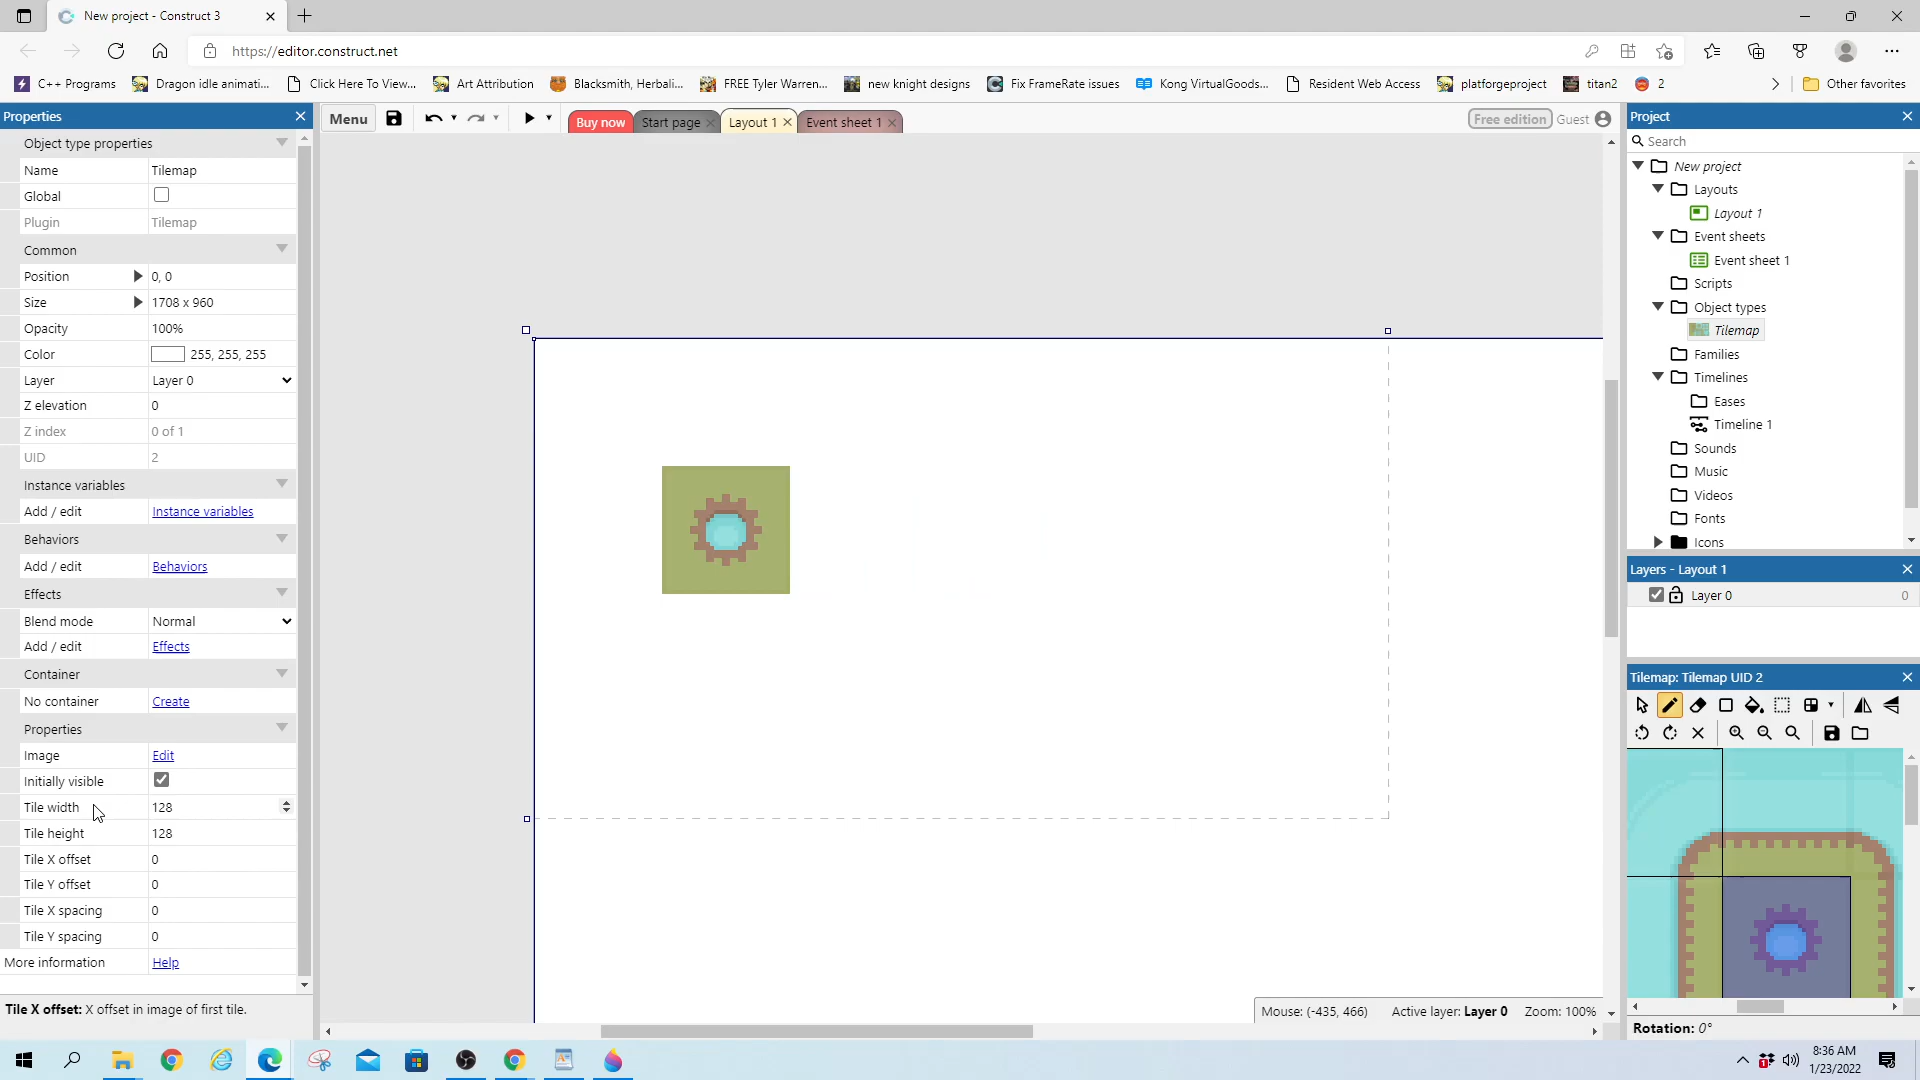 New project - Construct 3
https://editor.construct.net
C++ Programs
Dragon idle animati...
Click Here To View...
Art Attribution
Blacksmith, Herbali...
FREE Tyler Warren...
new knight designs
Fix FrameRate issues
Kong VirtualGoods...
Resident Web Access
platforgeproject
titan2
2
Other favorites
Properties
Menu
Buy now
Start page
Layout 1
Event sheet 1
Free edition
Guest
Project
Object type properties
Name Tilemap
Global
Plugin Tilemap
Common
Position 0, 0
Size 1708 x 960
Opacity 100%
Color 255, 255, 255
Layer Layer 0
Z elevation 0
Z index 0 of 1
UID 2
Instance variables
Add / edit Instance variables
Behaviors
Add / edit Behaviors
Effects
Blend mode Normal
Add / edit Effects
Container
No container Create
Properties
Image Edit
Initially visible
Tile width 128
Tile height 128
Tile X offset 0
Tile Y offset 0
Tile X spacing 0
Tile Y spacing 0
More information Help
Tile X offset: X offset in image of first tile.
Mouse: (-435, 466)
Active layer: Layer 0
Zoom: 100%
Search
New project
Layouts
Layout 1
Event sheets
Event sheet 1
Scripts
Object types
Tilemap
Families
Timelines
Eases
Timeline 1
Sounds
Music
Videos
Fonts
Icons
Layers - Layout 1
Layer 0 0
Tilemap: Tilemap UID 2
Rotation: 0°
8:36 AM
1/23/2022